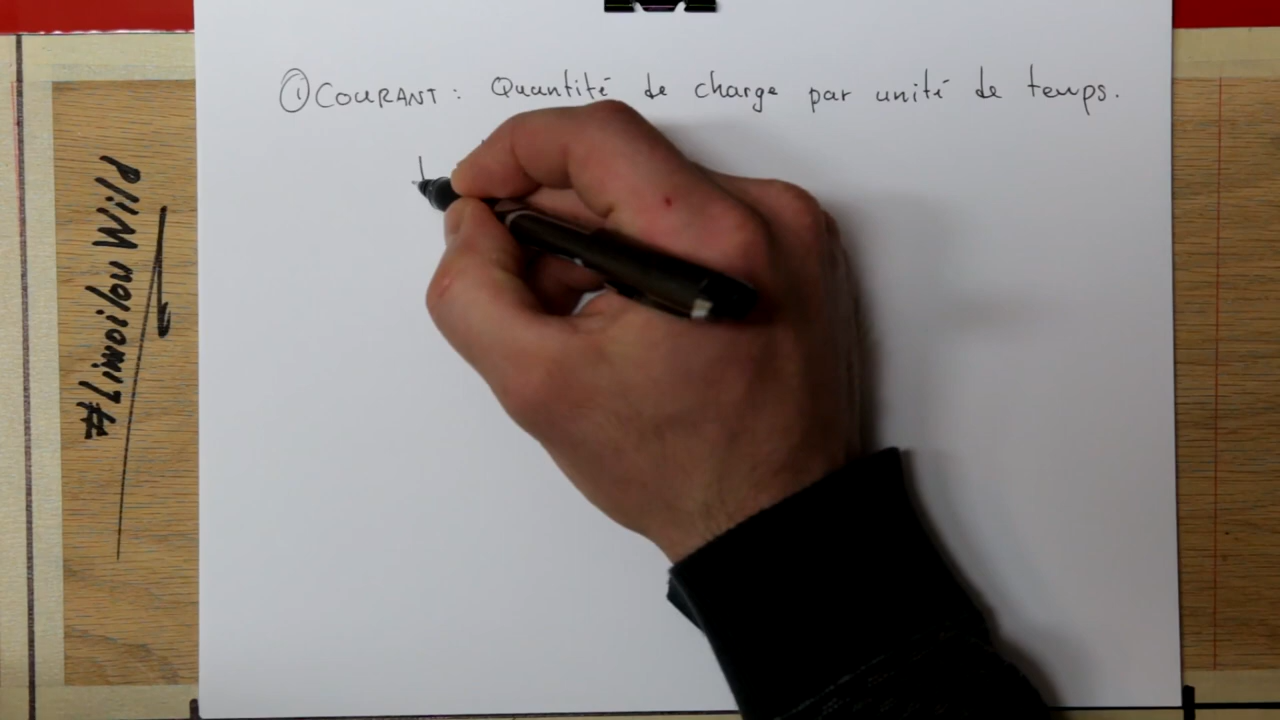 ① COURANT : Quantité de charge par unité de temps.
#Limoilou Wild